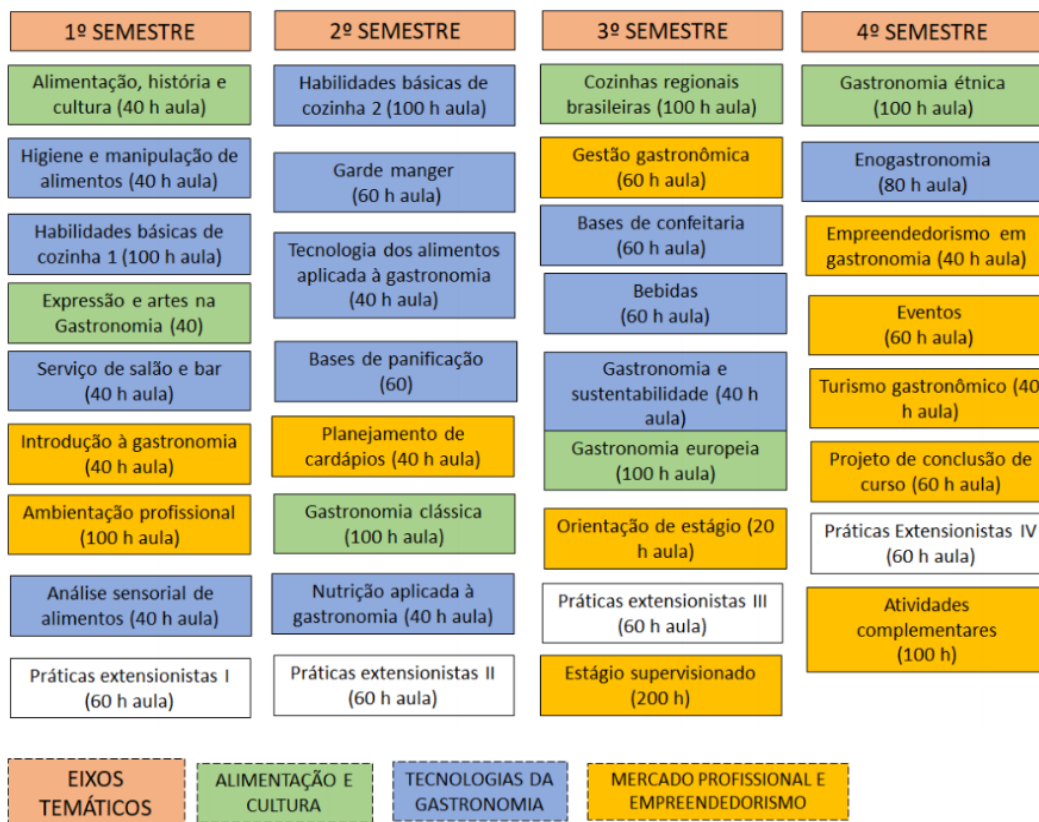 1º SEMESTRE
Alimentação, história e
cultura (40 h aula)
Higiene e manipulação de
alimentos (40 h aula)
Habilidades básicas de
cozinha 1 (100 h aula)
Expressão e artes na
Gastronomia (40)
Serviço de salão e bar
(40 h aula)
Introdução à gastronomia
(40 h aula)
Ambientação profissional
(100 h aula)
Análise sensorial de
alimentos (40 h aula)
Práticas extensionistas I
(60 h aula)
2º SEMESTRE
Habilidades básicas de
cozinha 2 (100 h aula)
Garde manger
(60 h aula)
Tecnologia dos alimentos
aplicada à gastronomia
(40 h aula)
Bases de panificação
(60)
Planejamento de
cardápios (40 h aula)
Gastronomia clássica
(100 h aula)
Nutrição aplicada à
gastronomia (40 h aula)
Práticas extensionistas II
(60 h aula)
3º SEMESTRE
Cozinhas regionais
brasileiras (100 h aula)
Gestão gastronômica
(60 h aula)
Bases de confeitaria
(60 h aula)
Bebidas
(60 h aula)
Gastronomia e
sustentabilidade (40 h
aula)
Gastronomia europeia
(100 h aula)
Orientação de estágio (20
h aula)
Práticas extensionistas III
(60 h aula)
Estágio supervisionado
(200 h)
4º SEMESTRE
Gastronomia étnica
(100 h aula)
Enogastronomia
(80 h aula)
Empreendedorismo em
gastronomia (40 h aula)
Eventos
(60 h aula)
Turismo gastronômico (40
h aula)
Projeto de conclusão de
curso (60 h aula)
Práticas Extensionistas IV
(60 h aula)
Atividades
complementares
(100 h)
EIXOS
TEMÁTICOS
ALIMENTAÇÃO E
CULTURA
TECNOLOGIAS DA
GASTRONOMIA
MERCADO PROFISSIONAL E
EMPREENDEDORISMO